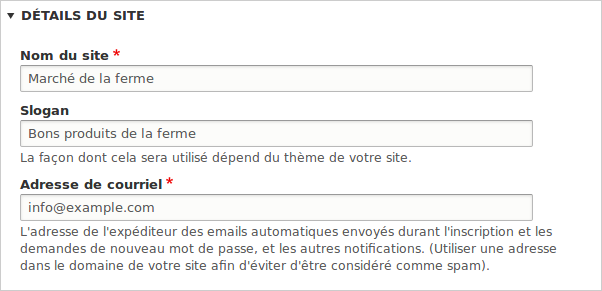 ▼ DÉTAILS DU SITE
Nom du site *
Marché de la ferme
Slogan
Bons produits de la ferme
La façon dont cela sera utilisé dépend du thème de votre site.
Adresse de courriel *
info@example.com
L'adresse de l'expéditeur des emails automatiques envoyés durant l'inscription et les
demandes de nouveau mot de passe, et les autres notifications. (Utiliser une adresse
dans le domaine de votre site afin d'éviter d'être considéré comme spam).